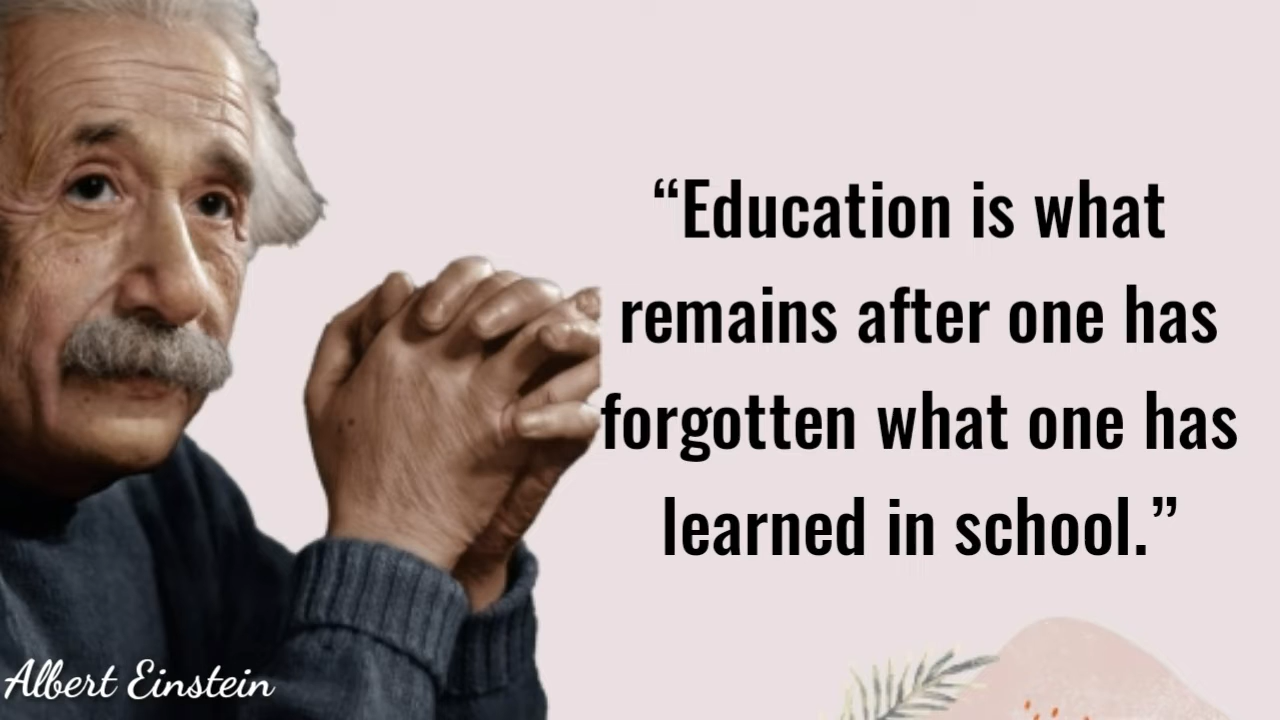 “Education is what
remains after one has
forgotten what one has
learned in school.”
Albert Einstein